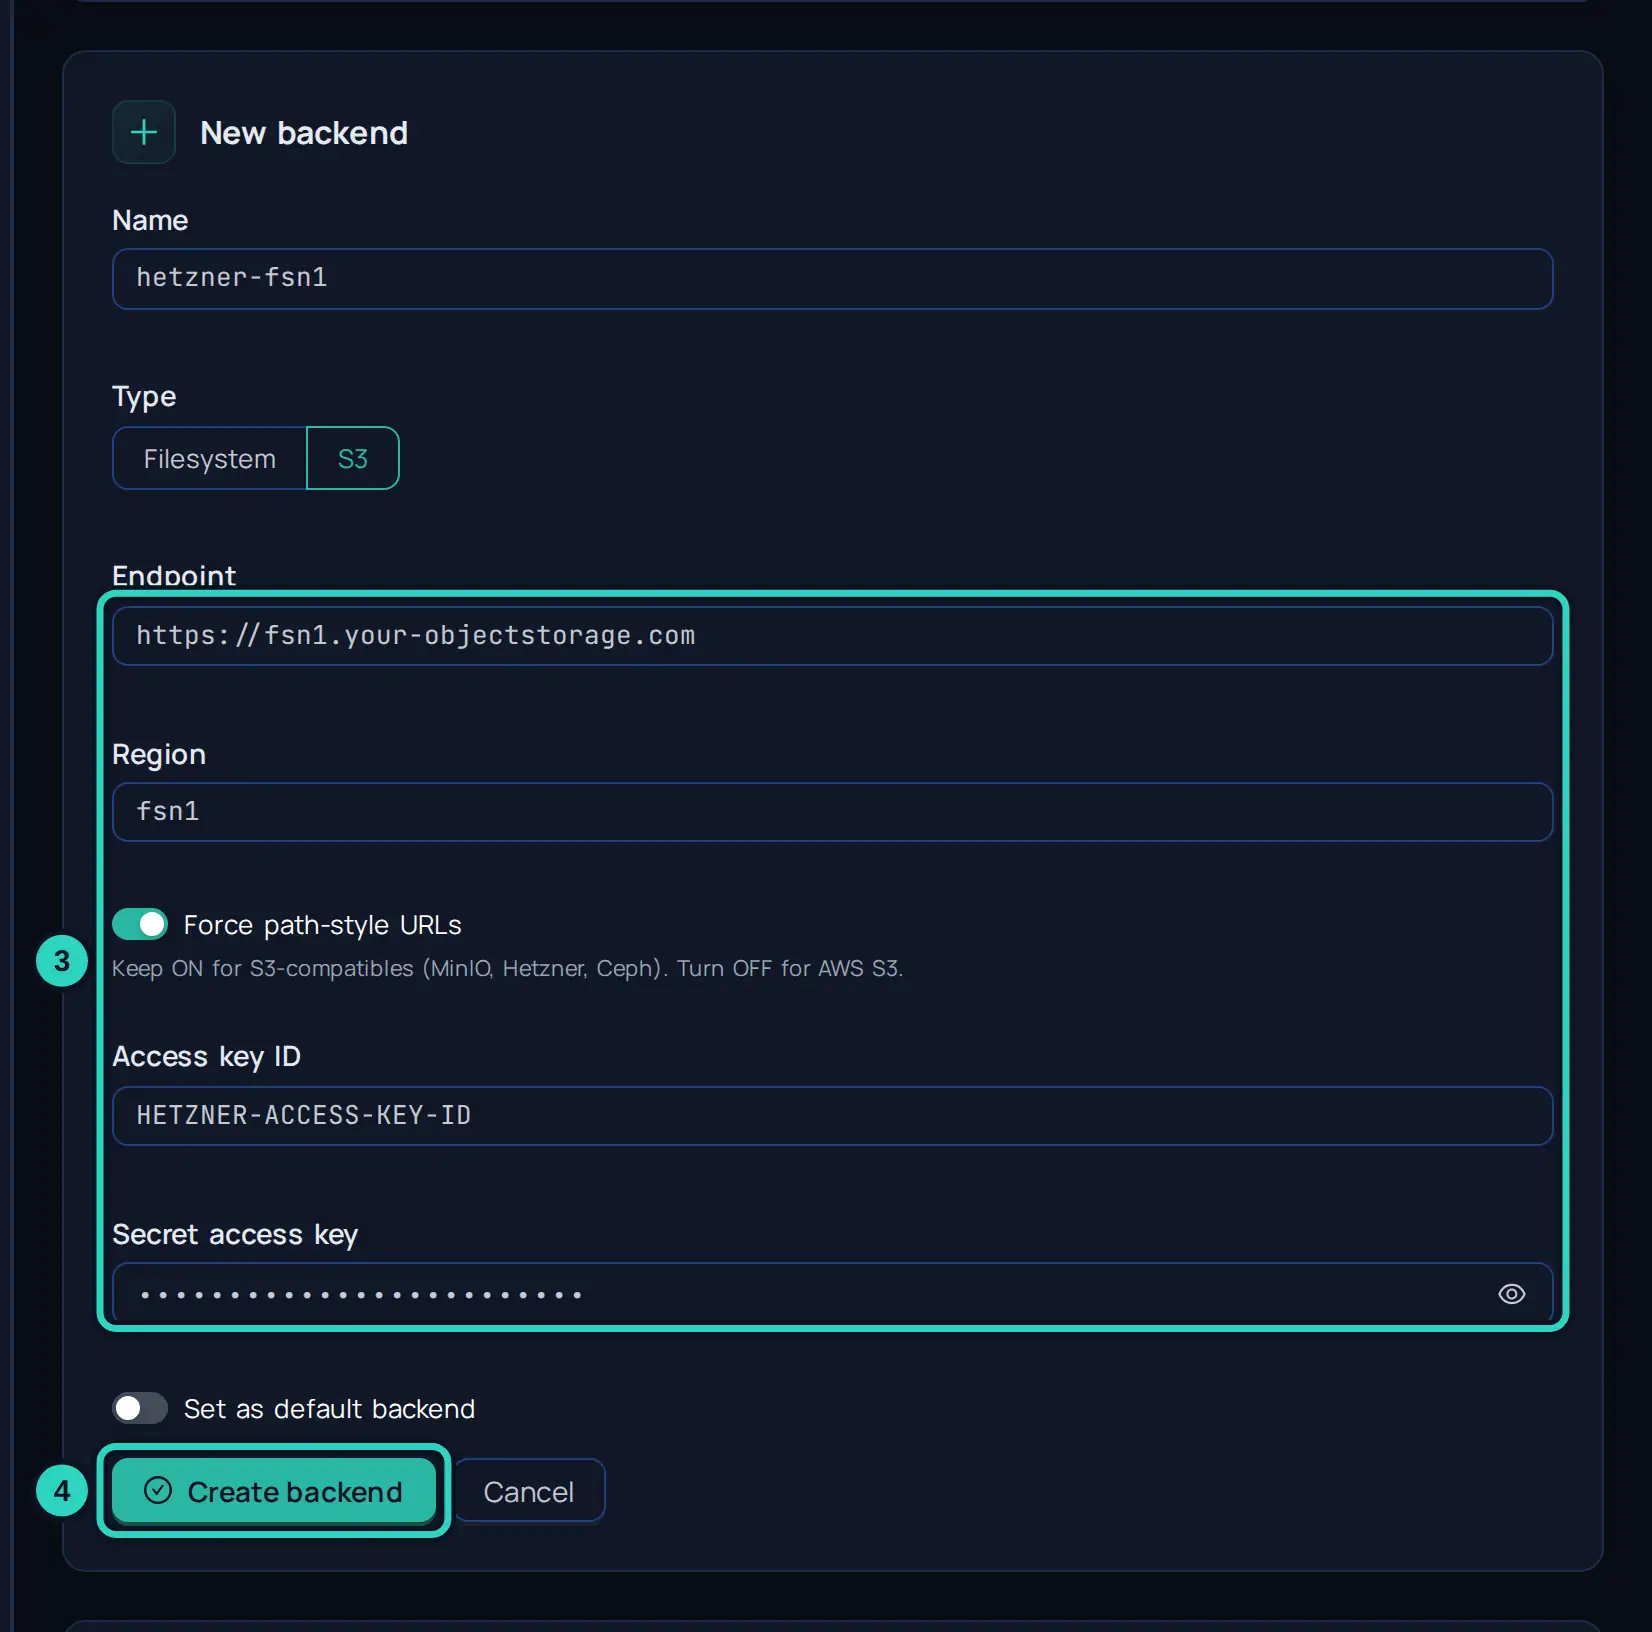 New backend
Name
hetzner-fsn1
Type
Filesystem S3
Endpoint
https://fsn1.your-objectstorage.com
Region
fsn1
Force path-style URLs
3
Keep ON for S3-compatibles (MinIO, Hetzner, Ceph). Turn OFF for AWS S3.
Access key ID
HETZNER-ACCESS-KEY-ID
Secret access key
•••••••••••••••••••••••••
Set as default backend
4
Create backend Cancel